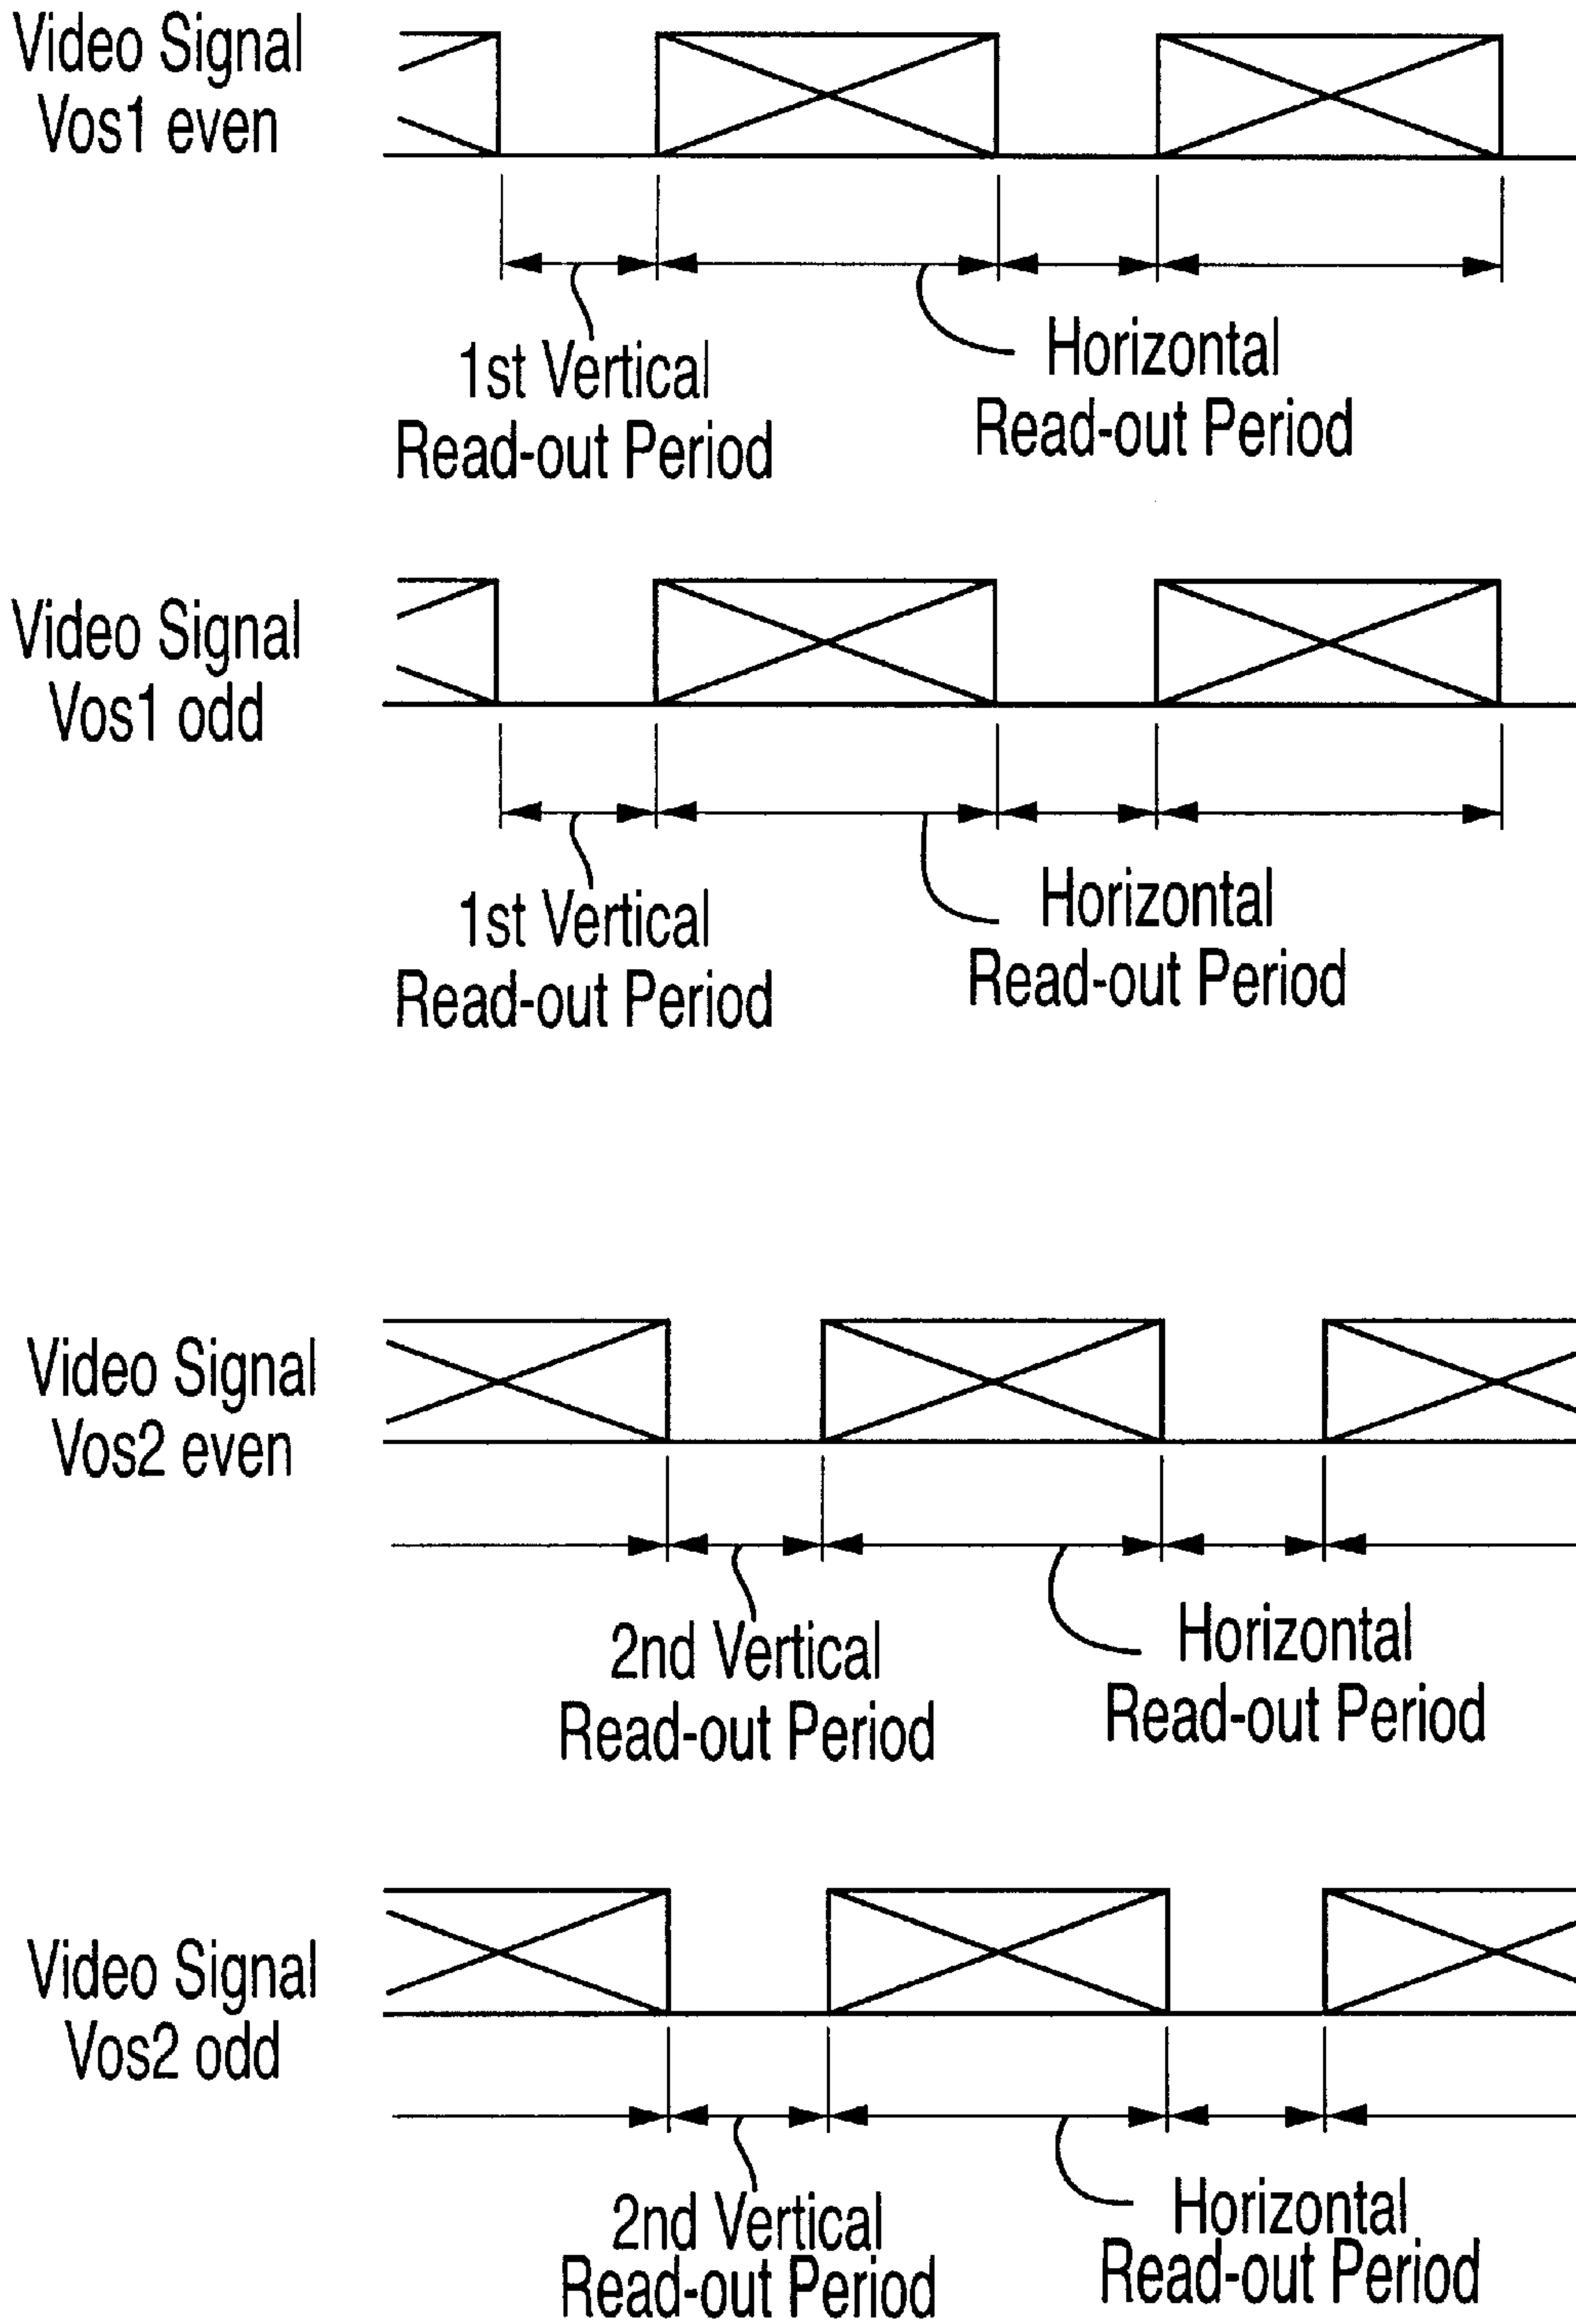 Video Signal
Vos1 even
1st Vertical
Read-out Period
Horizontal
Read-out Period
Video Signal
Vos1 odd
1st Vertical
Read-out Period
Horizontal
Read-out Period
Video Signal
Vos2 even
2nd Vertical
Read-out Period
Horizontal
Read-out Period
Video Signal
Vos2 odd
2nd Vertical
Read-out Period
Horizontal
Read-out Period